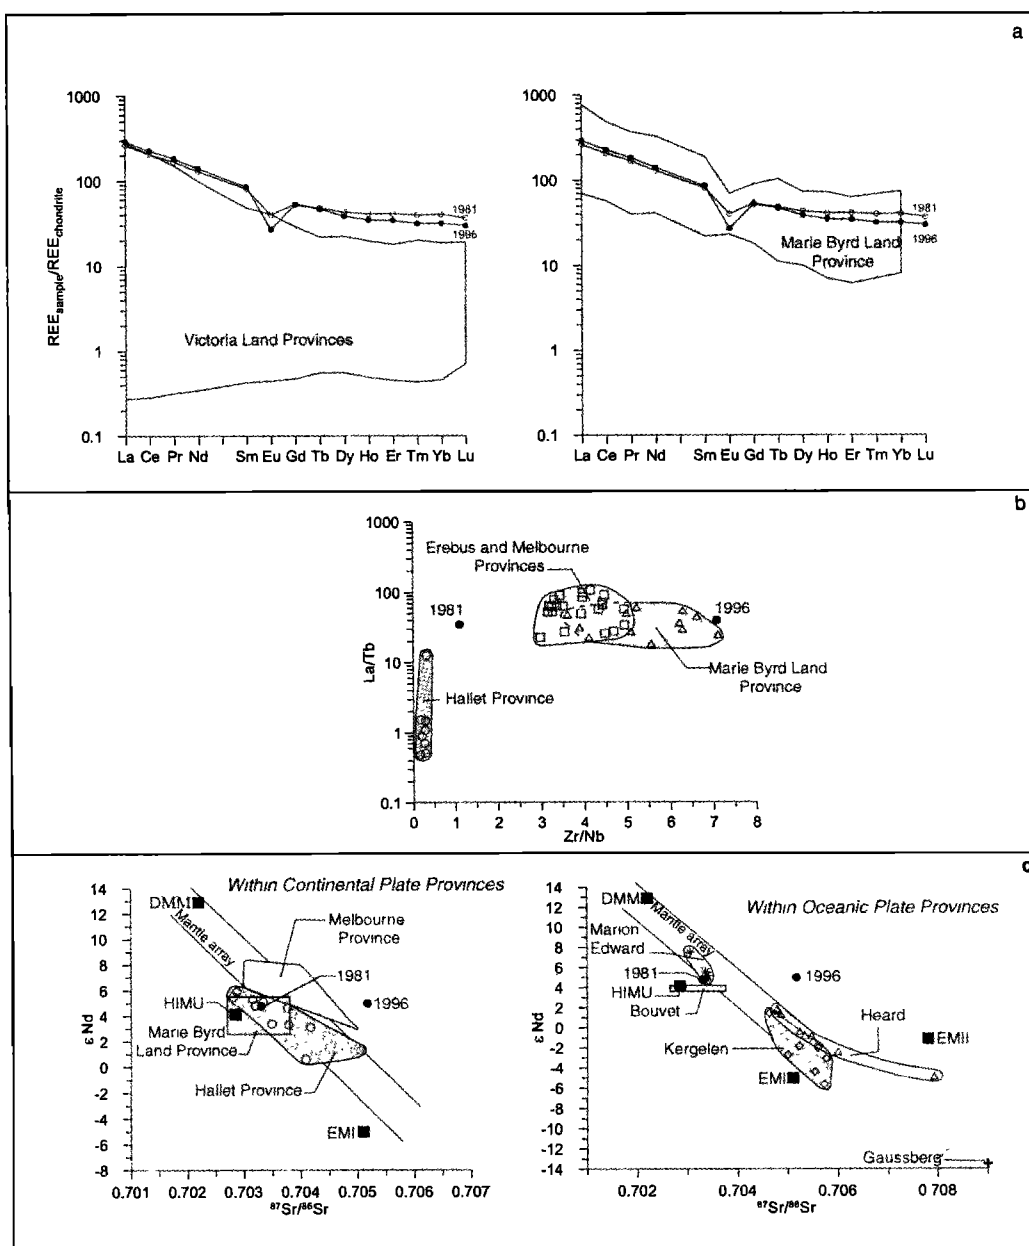 a
1000
100
10
1
0.1
REEsample/REEchondrite
1981
1996
Victoria Land Provinces
La Ce Pr Nd Sm Eu Gd Tb Dy Ho Er Tm Yb Lu
1000
100
10
1
0.1
1981
1996
Marie Byrd Land
Province
La Ce Pr Nd Sm Eu Gd Tb Dy Ho Er Tm Yb Lu
b
1000
100
10
1
0.1
La/Tb
Erebus and Melbourne
Provinces
1981
1996
Marie Byrd Land
Province
Hallet Province
0 1 2 3 4 5 6 7 8
Zr/Nb
c
Within Continental Plate Provinces
14
12
10
8
6
4
2
0
-2
-4
-6
-8
εNd
DMM
Mantle array
Melbourne
Province
1981
1996
HIMU
Marie Byrd
Land Province
Hallet Province
EMI
0.701 0.702 0.703 0.704 0.705 0.706 0.707
87Sr/86Sr
Within Oceanic Plate Provinces
14
12
10
8
6
4
2
0
-2
-4
-6
-8
-10
-12
-14
εNd
DMM
Mantle array
Marion
Edward
1981
1996
HIMU
Bouvet
Heard
EMII
Kergelen
EMI
Gaussberg
0.702 0.704 0.706 0.708
87Sr/86Sr